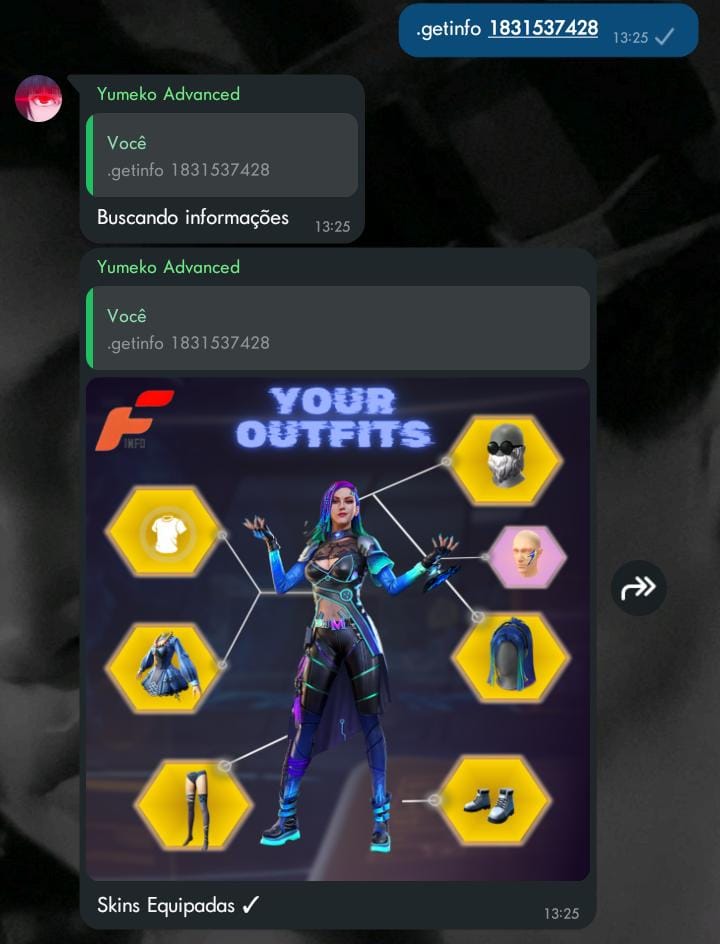 .getinfo 1831537428
13:25
Yumeko Advanced
Você
.getinfo 1831537428
Buscando informações
13:25
Yumeko Advanced
Você
.getinfo 1831537428
YOUR
OUTFITS
INFO
Skins Equipadas ✓
13:25